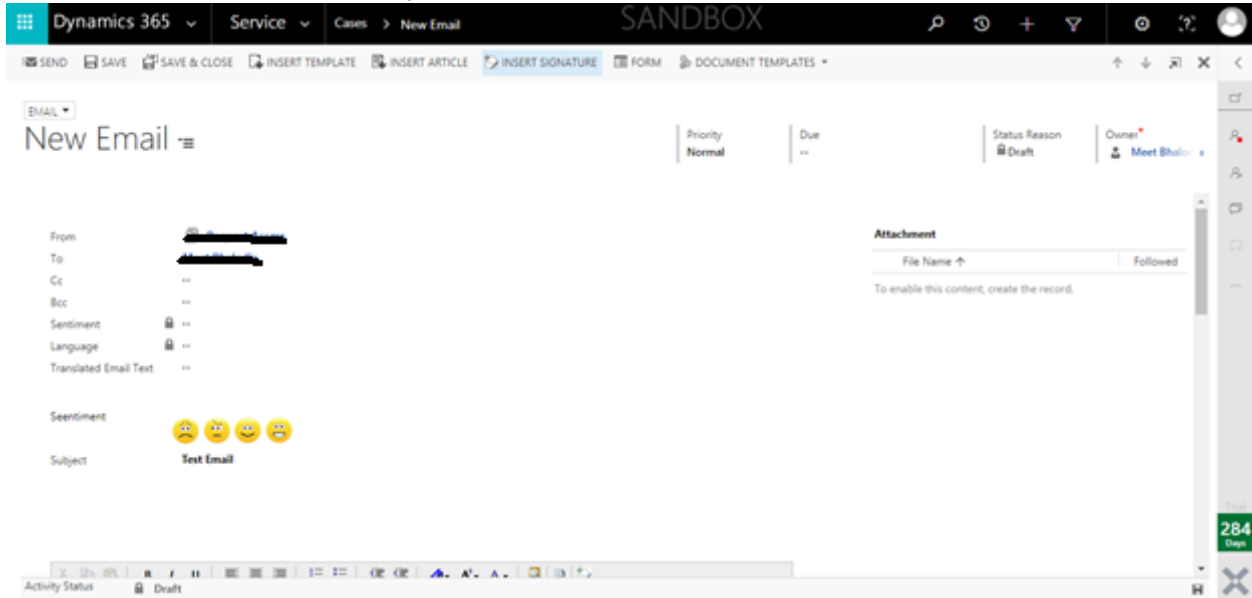 Dynamics 365 Service Cases > New Email SANDBOX
SEND SAVE SAVE & CLOSE INSERT TEMPLATE INSERT ARTICLE INSERT SIGNATURE FORM DOCUMENT TEMPLATES
EMAIL
New Email
Priority Due Status Reason Owner*
Normal -- Draft Meet
From
Attachment
To
File Name ↑ Followed
Cc --
To enable this content, create the record.
Bcc --
Sentiment --
Language --
Translated Email Text --
Seentiment
Subject Test Email
Trial
284
Days
B I U
Activity Status Draft